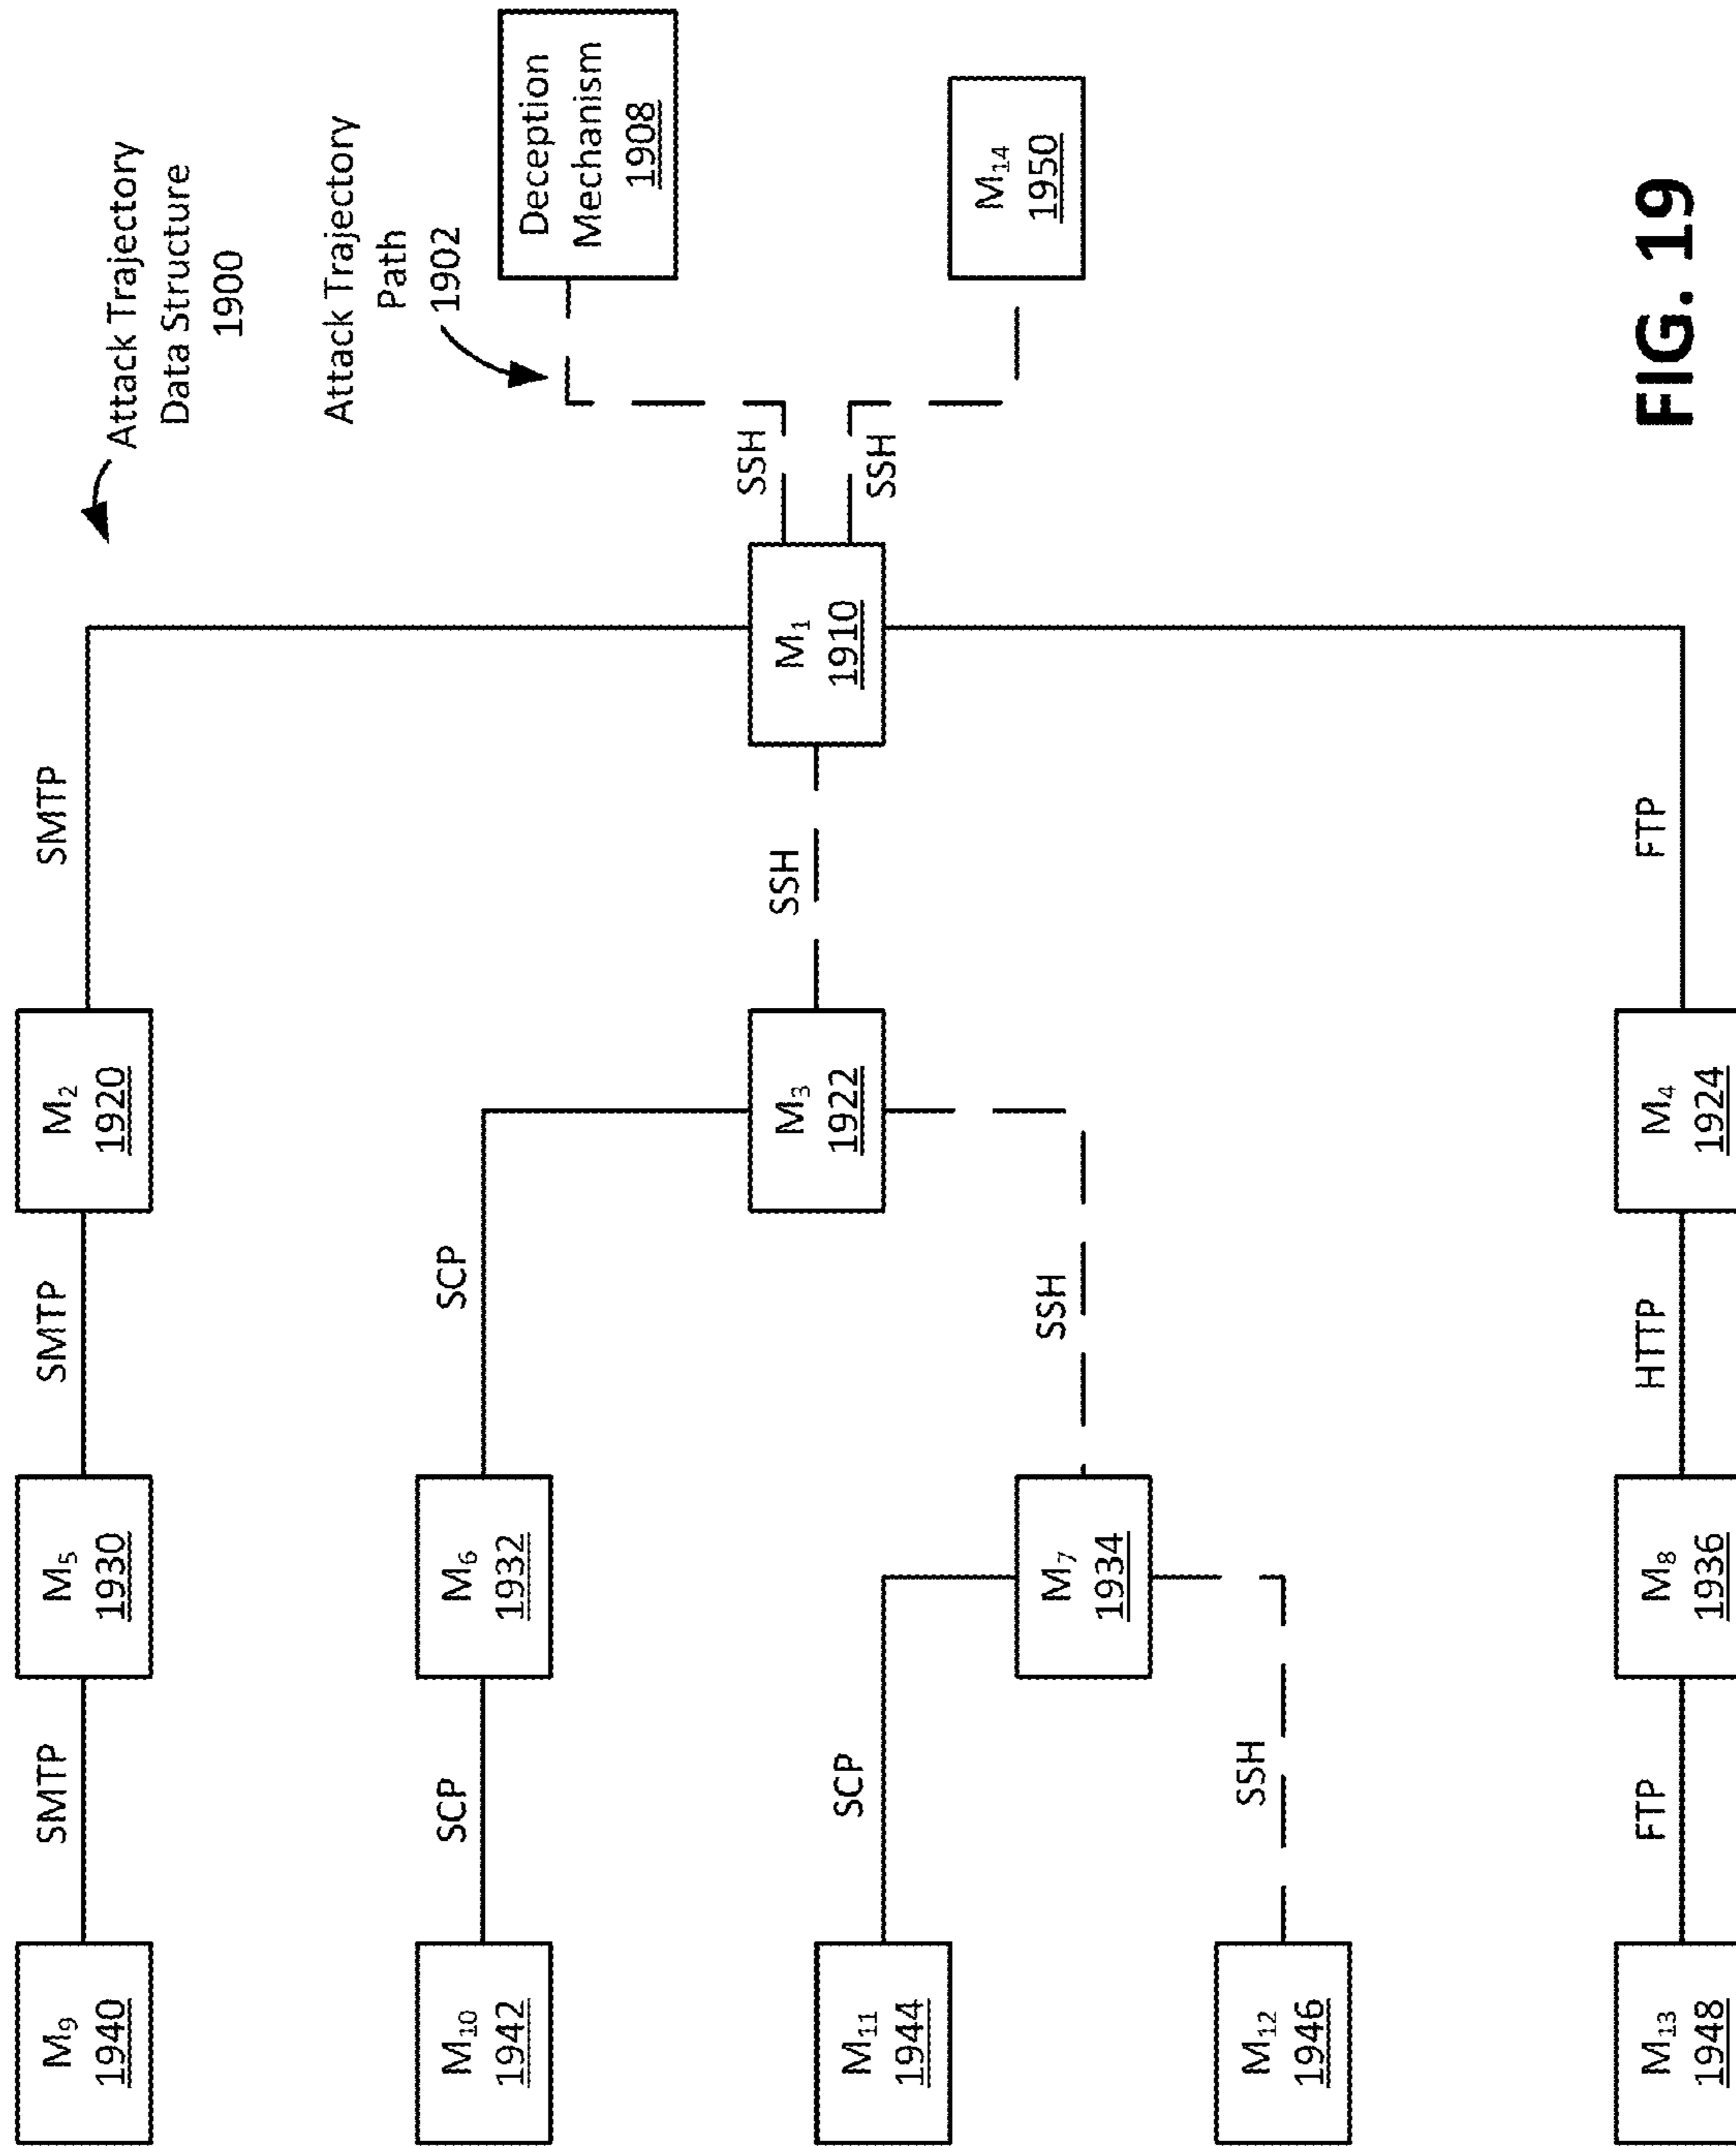 Attack Trajectory
Data Structure
1900
Attack Trajectory
Path
1902
Deception
Mechanism
1908
M₁₄
1950
SSH
SSH
M₁
1910
SMTP
SSH
FTP
M₂
1920
M₃
1922
M₄
1924
SMTP
SCP
SSH
HTTP
M₅
1930
M₆
1932
M₇
1934
M₈
1936
SMTP
SCP
SCP
SSH
FTP
M₉
1940
M₁₀
1942
M₁₁
1944
M₁₂
1946
M₁₃
1948
FIG. 19